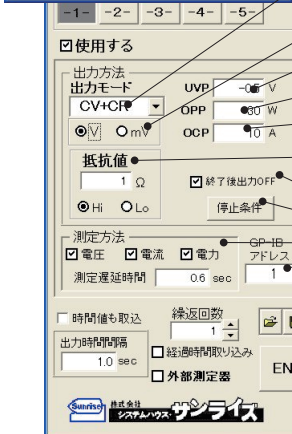 -1- -2- -3- -4- -5-
使用する
出力方法
出力モード
CV+CR
V mV
UVP -0.5 V
OPP 30 W
OCP 10 A
抵抗値
1 Ω
Hi Lo
終了後出力OFF
停止条件
測定方法
電圧 電流 電力
測定遅延時間 0.6 sec
GP-IB
アドレス
1
時間値も取込
繰返回数
1
出力時間間隔
1.0 sec
経過時間取り込み
外部測定器
EN
Sunrise 株式会社 システムハウス・サンライズ